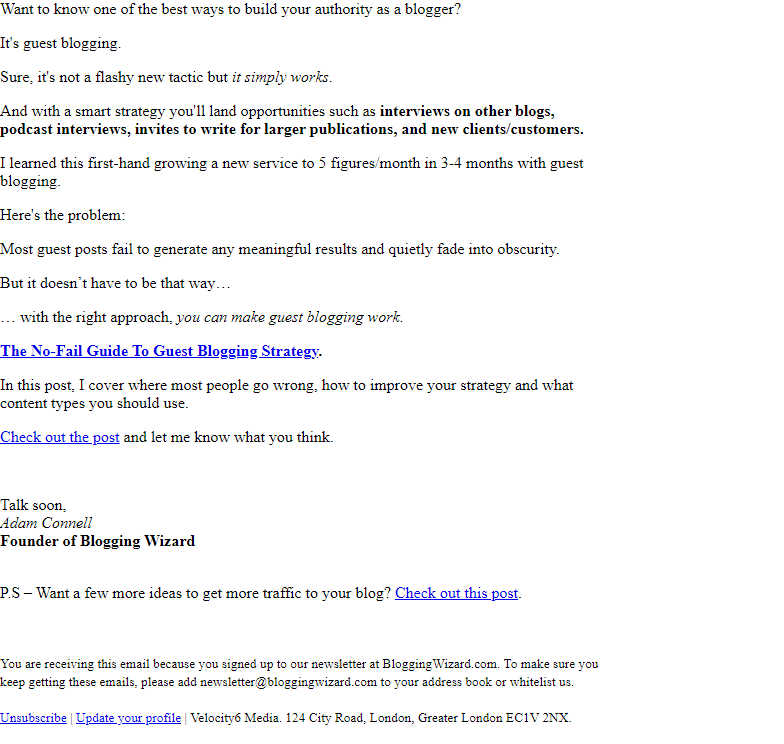 Want to know one of the best ways to build your authority as a blogger?
It's guest blogging.
Sure, it's not a flashy new tactic but it simply works.
And with a smart strategy you'll land opportunities such as interviews on other blogs,
podcast interviews, invites to write for larger publications, and new clients/customers.
I learned this first-hand growing a new service to 5 figures/month in 3-4 months with guest
blogging.
Here's the problem:
Most guest posts fail to generate any meaningful results and quietly fade into obscurity.
But it doesn’t have to be that way…
… with the right approach, you can make guest blogging work.
The No-Fail Guide To Guest Blogging Strategy.
In this post, I cover where most people go wrong, how to improve your strategy and what
content types you should use.
Check out the post and let me know what you think.
Talk soon,
Adam Connell
Founder of Blogging Wizard
P.S – Want a few more ideas to get more traffic to your blog? Check out this post.
You are receiving this email because you signed up to our newsletter at BloggingWizard.com. To make sure you
keep getting these emails, please add newsletter@bloggingwizard.com to your address book or whitelist us.
Unsubscribe | Update your profile | Velocity6 Media. 124 City Road, London, Greater London EC1V 2NX.